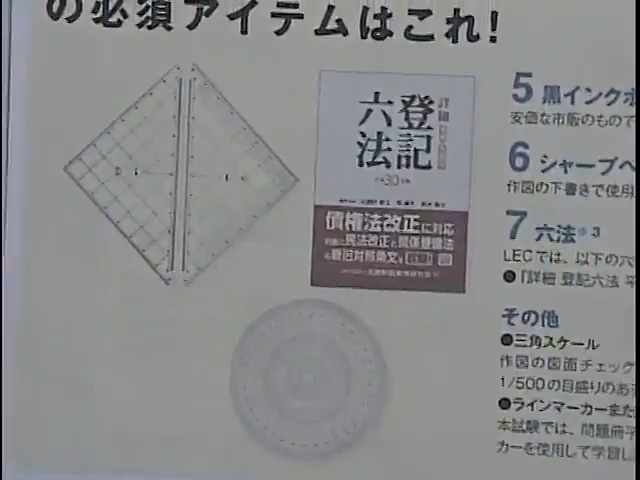 の必須アイテムはこれ!
詳細
登記
六法
債権法改正に対応
5 黒インクボ
安価な市販のもので
6 シャープペ
作図の下書きで使用
7 六法※3
LECでは、以下の六
●『詳細 登記六法 平
その他
●三角スケール
作図の図面チェック
1/500の目盛りのあ
●ラインマーカーまた
本試験では、問題冊子
カーを使用して学習し